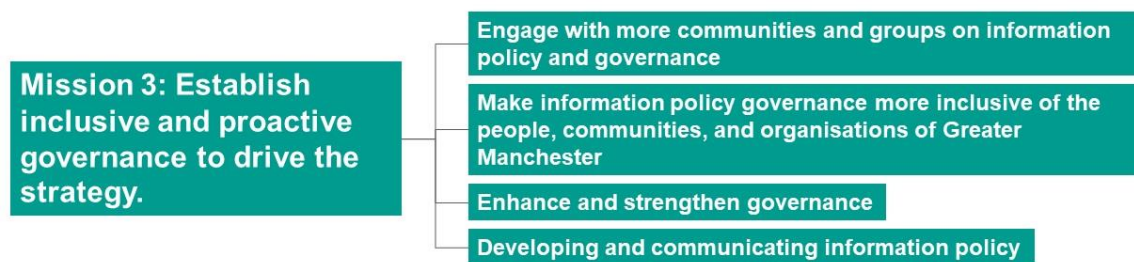 Mission 3: Establish
inclusive and proactive
governance to drive the
strategy.
Engage with more communities and groups on information
policy and governance
Make information policy governance more inclusive of the
people, communities, and organisations of Greater
Manchester
Enhance and strengthen governance
Developing and communicating information policy